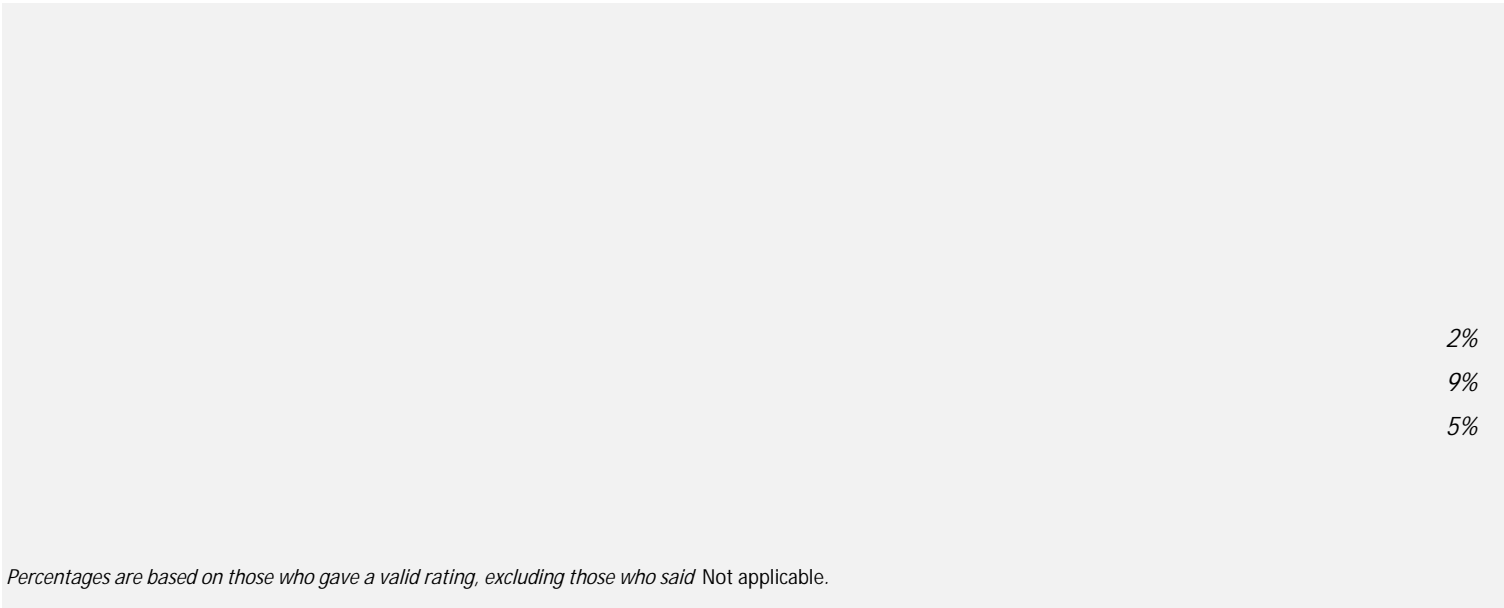 2%
9%
5%
Percentages are based on those who gave a valid rating, excluding those who said Not applicable.